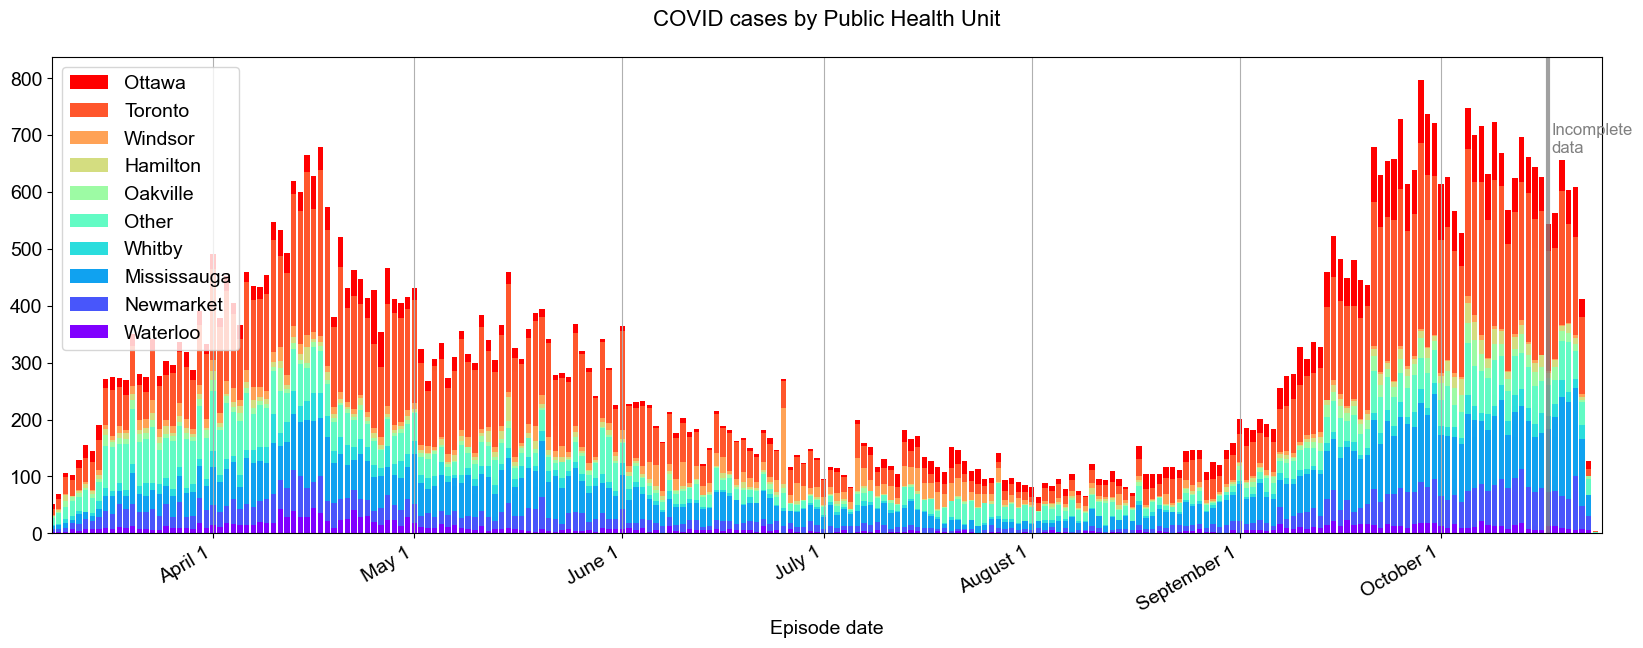 COVID cases by Public Health Unit
800
700
600
500
400
300
200
100
0
Ottawa
Toronto
Windsor
Hamilton
Oakville
Other
Whitby
Mississauga
Newmarket
Waterloo
Incomplete
data
April 1
May 1
June 1
July 1
August 1
September 1
October 1
Episode date